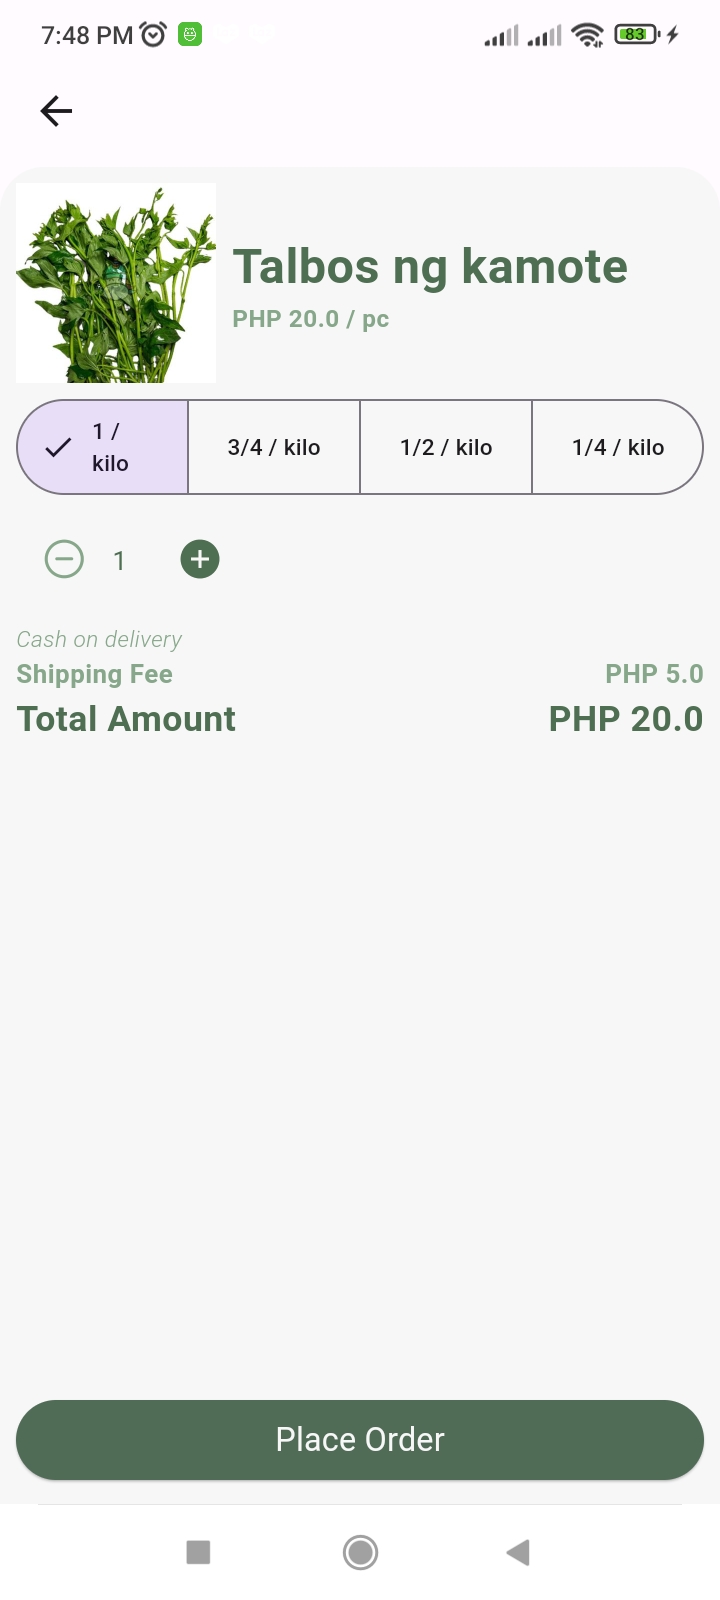 7:48 PM
83
Talbos ng kamote
PHP 20.0 / pc
1 /
kilo
3/4 / kilo
1/2 / kilo
1/4 / kilo
1
Cash on delivery
Shipping Fee PHP 5.0
Total Amount PHP 20.0
Place Order